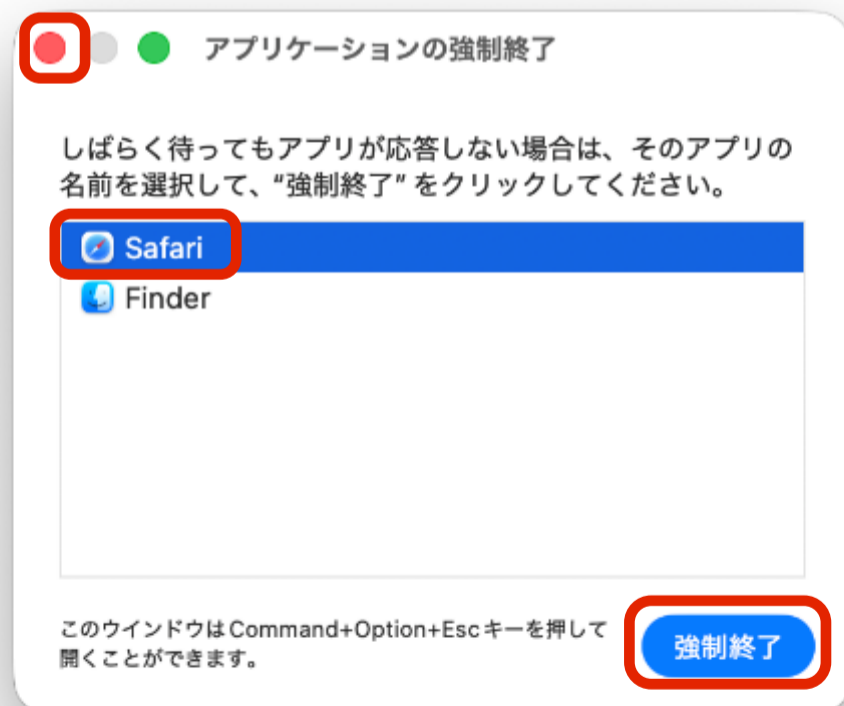 アプリケーションの強制終了
しばらく待ってもアプリが応答しない場合は、そのアプリの
名前を選択して、“強制終了” をクリックしてください。
Safari
Finder
このウインドウはCommand+Option+Escキーを押して
開くことができます。
強制終了